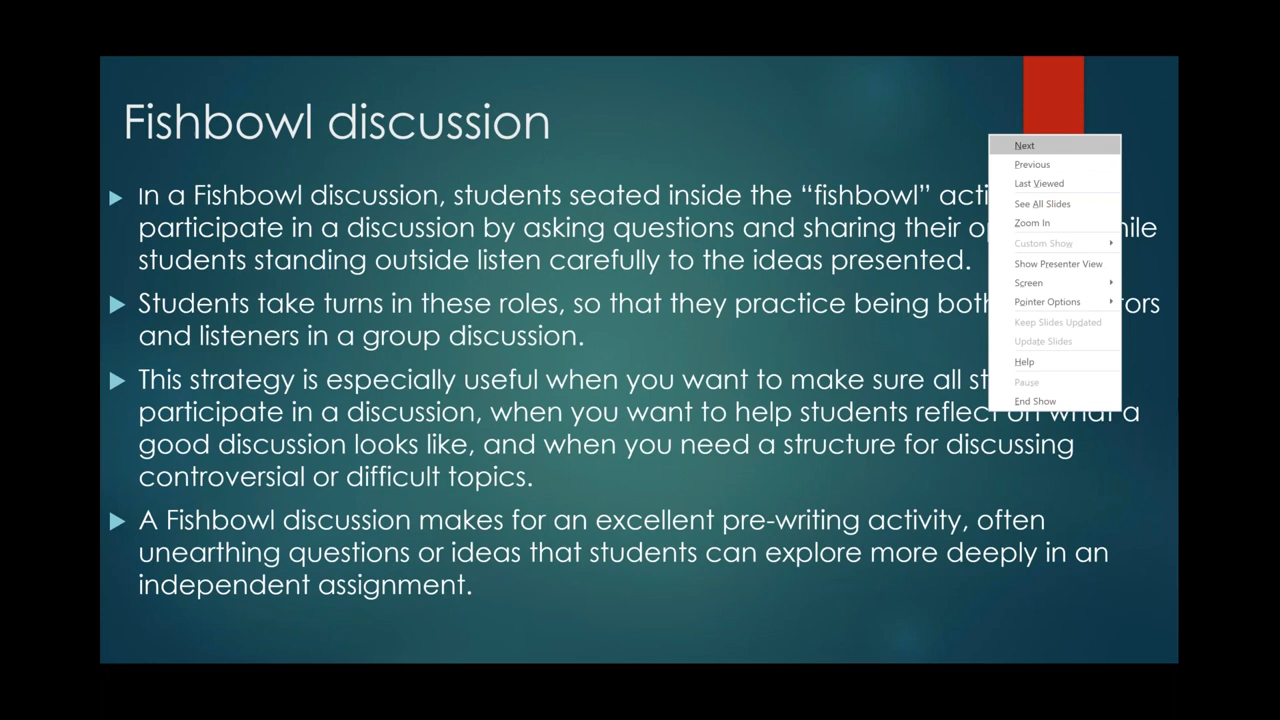 Fishbowl discussion
In a Fishbowl discussion, students seated inside the “fishbowl”
participate in a discussion by asking questions and sharing their
students standing outside listen carefully to the ideas presented.
Students take turns in these roles, so that they practice being both
and listeners in a group discussion.
This strategy is especially useful when you want to make sure all
participate in a discussion, when you want to help students reflect on what a
good discussion looks like, and when you need a structure for discussing
controversial or difficult topics.
A Fishbowl discussion makes for an excellent pre-writing activity, often
unearthing questions or ideas that students can explore more deeply in an
independent assignment.
Next
Previous
Last Viewed
See All Slides
Zoom In
Custom Show
Show Presenter View
Screen
Pointer Options
Keep Slides Updated
Update Slides
Help
Pause
End Show